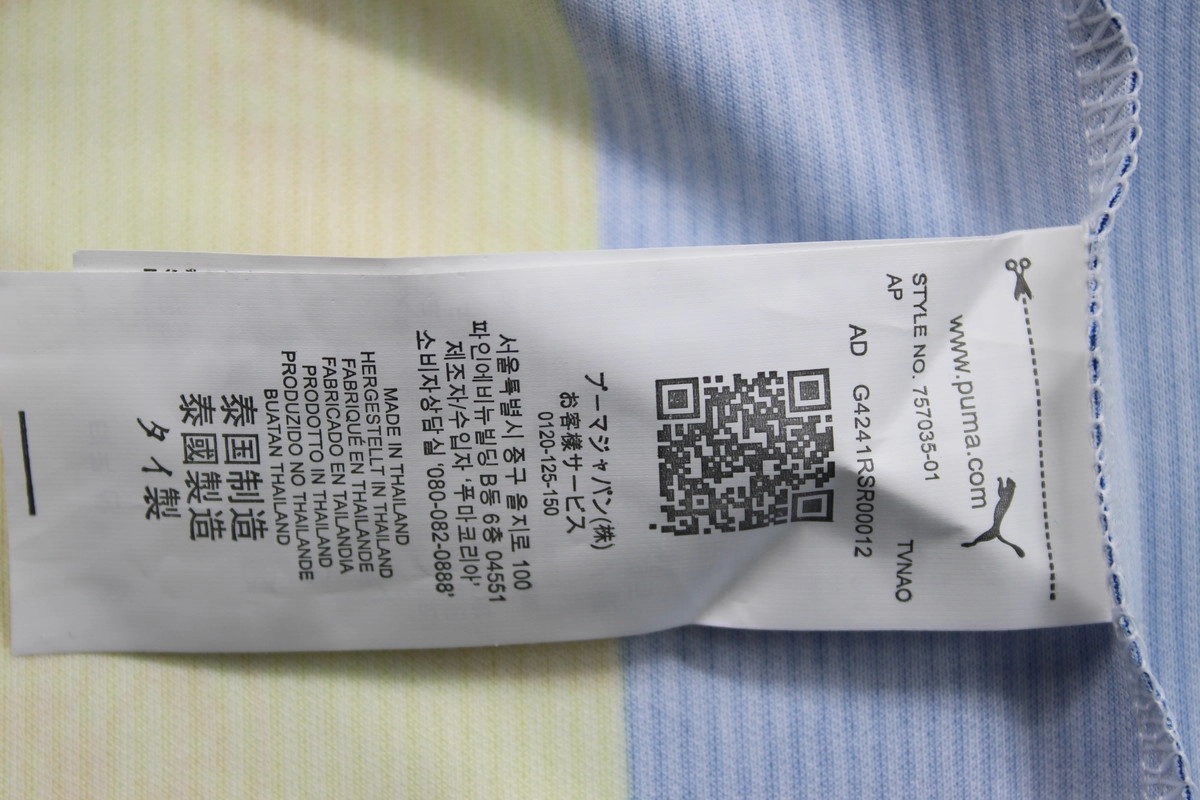 www.puma.com
STYLE NO. 757035-01
AP TVNAO
AD G4241RSR00012
プーマジャパン(株)
お客様サービス
0120-125-150
서울특별시 중구 을지로 100
파인에비뉴빌딩 B동 6층 04551
제조자/수입자 '푸마코리아'
소비자상담실 '080-082-0888'
MADE IN THAILAND
HERGESTELLT IN THAILAND
FABRIQUÉ EN THAILANDE
FABRICADO EN TAILANDIA
PRODOTTO IN THAILAND
PRODUZIDO NO THAILANDE
BUATAN THAILAND
泰国制造
泰國製造
タイ製